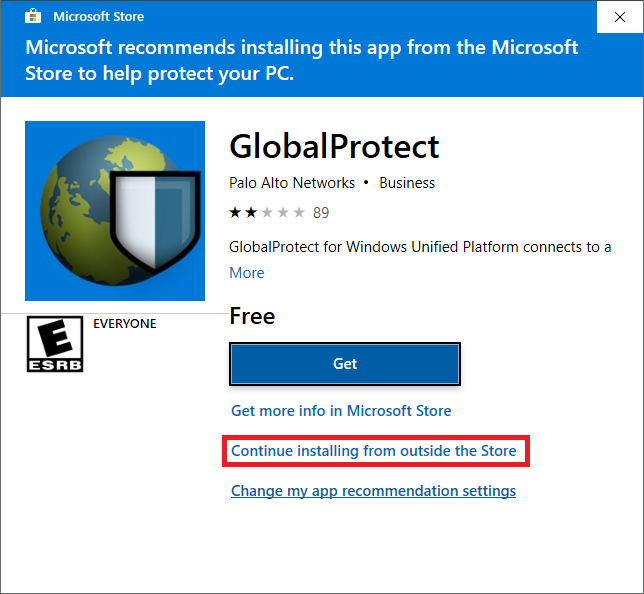 Microsoft Store
Microsoft recommends installing this app from the Microsoft
Store to help protect your PC.
GlobalProtect
Palo Alto Networks • Business
★★★★★ 89
GlobalProtect for Windows Unified Platform connects to a
More
Free
E
ESRB
EVERYONE
Get
Get more info in Microsoft Store
Continue installing from outside the Store
Change my app recommendation settings